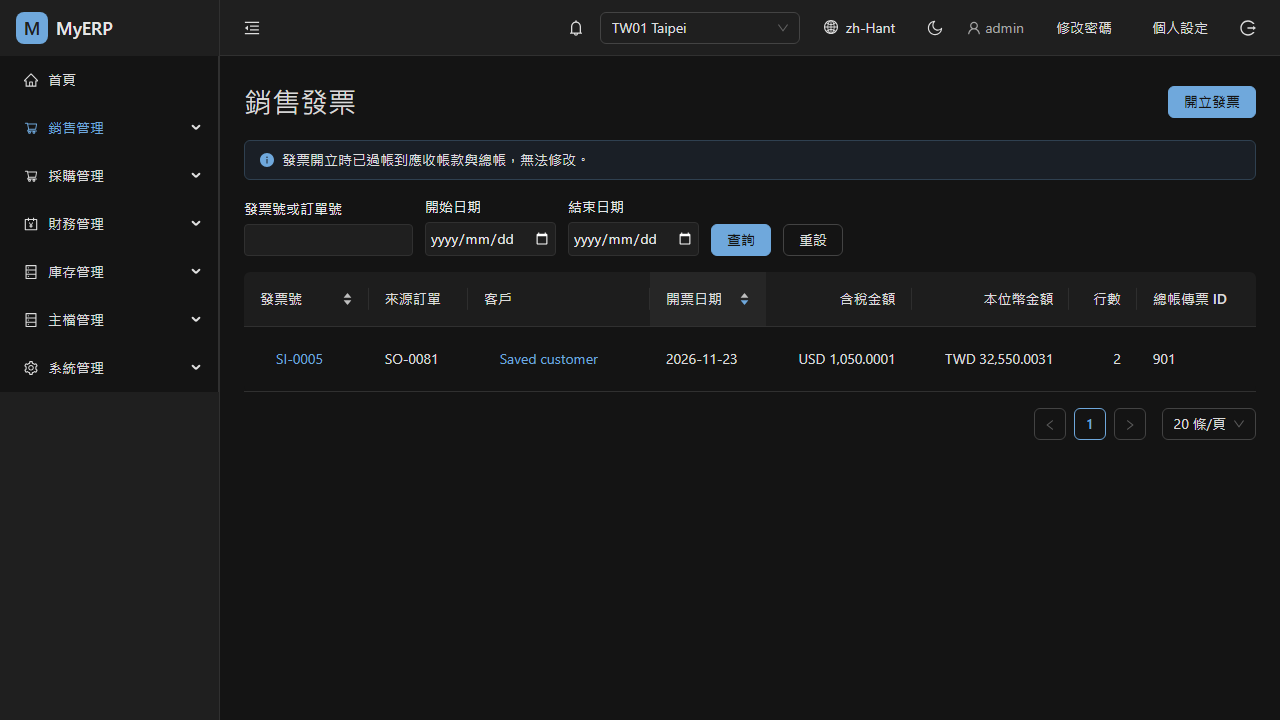 M MyERP
TW01 Taipei
zh-Hant
admin
修改密碼
個人設定
首頁
銷售管理
採購管理
財務管理
庫存管理
主檔管理
系統管理
銷售發票
開立發票
發票開立時已過帳到應收帳款與總帳，無法修改。
發票號或訂單號
開始日期
結束日期
yyyy/mm/dd
yyyy/mm/dd
查詢
重設
發票號 來源訂單 客戶 開票日期 含稅金額 本位幣金額 行數 總帳傳票 ID
SI-0005 SO-0081 Saved customer 2026-11-23 USD 1,050.0001 TWD 32,550.0031 2 901
1
20 條/頁